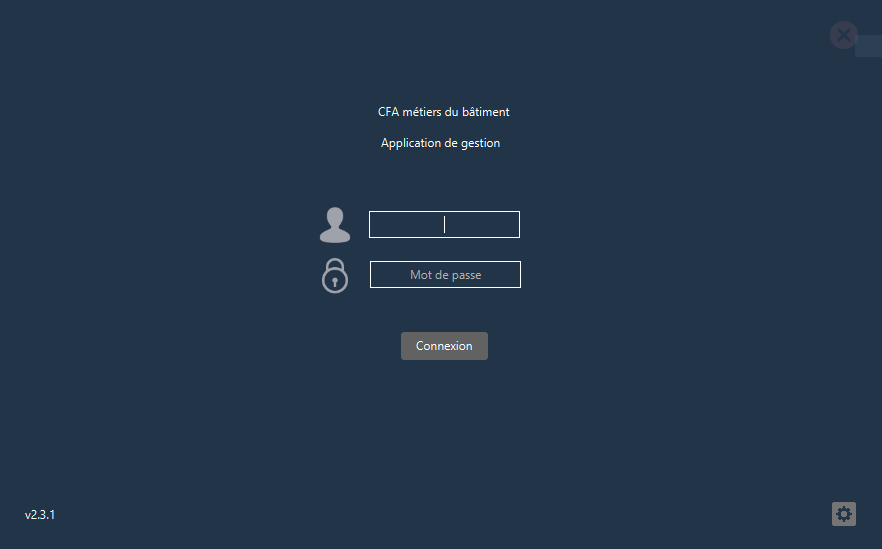 CFA métiers du bâtiment
Application de gestion
Mot de passe
Connexion
v2.3.1